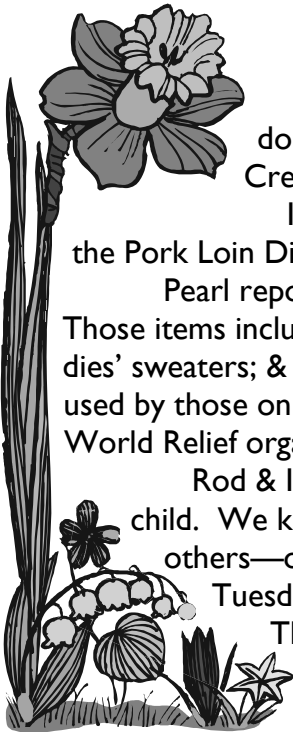 do
Cre
the Pork Loin Di
Pearl repo
Those items inclu
dies’ sweaters; &
used by those on
World Relief orga
Rod & I
child.  We k
others—
Tuesd
Th